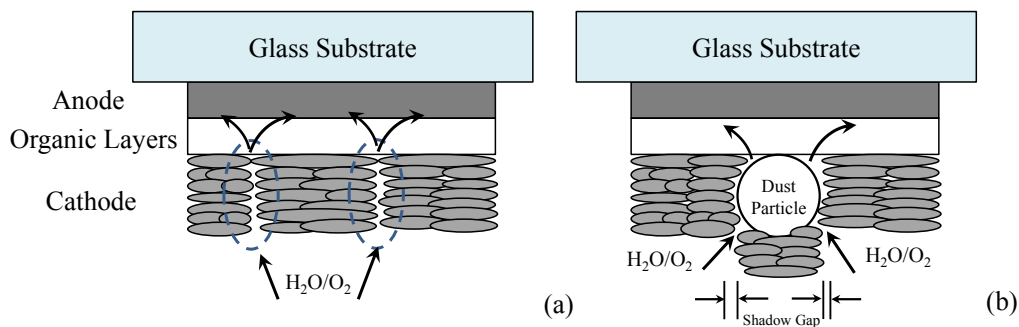 Glass Substrate
Anode
Organic Layers
Cathode
H₂O/O₂
(a)
Glass Substrate
Dust
Particle
H₂O/O₂
H₂O/O₂
Shadow Gap
(b)